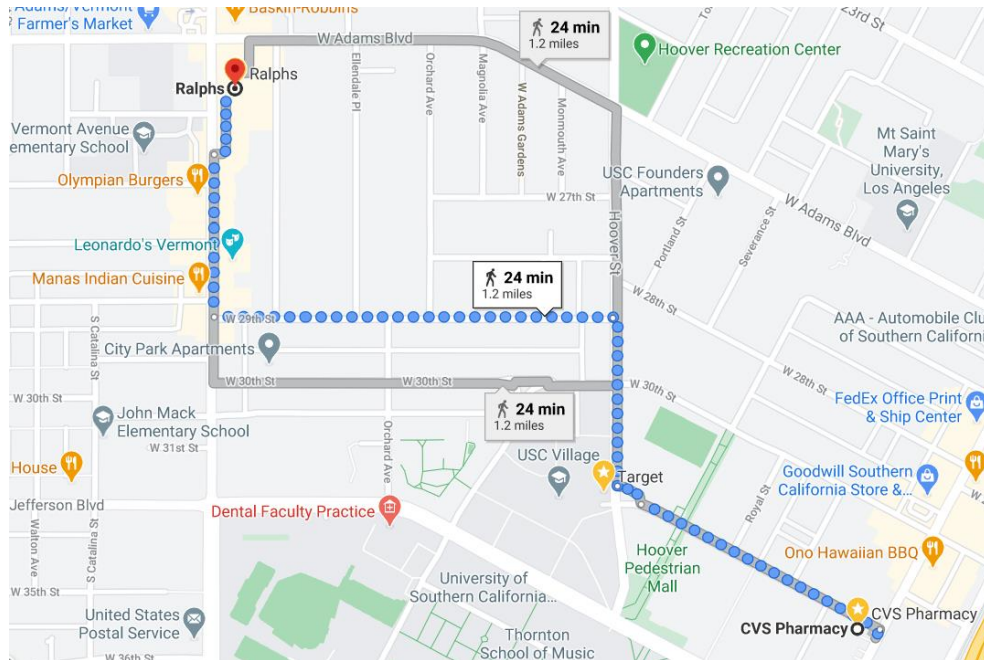 Adams/Vermont
Farmer's Market
Baskin-Robbins
W Adams Blvd
24 min
1.2 miles
23rd St
Hoover Recreation Center
Ralphs
Ralphs
Ellendale Pl
Orchard Ave
Magnolia Ave
W Adams Gardens
Monmouth Ave
Vermont Avenue
ementary School
Mt Saint
Mary's
University,
Los Angeles
Olympian Burgers
USC Founders
Apartments
W 27th St
W Adams Blvd
Hoover St
Portland St
Severance St
Leonardo's Vermont
Manas Indian Cuisine
24 min
1.2 miles
W 28th St
W 29th St
S Catalina St
City Park Apartments
AAA - Automobile Clu
of Southern California
W 28th St
W 30th St
W 30th St
W 30th St
W 30th St
24 min
1.2 miles
FedEx Office Print
& Ship Center
John Mack
Elementary School
W 31st St
Orchard Ave
House
USC Village
Target
Goodwill Southern
California Store &...
Royal St
Jefferson Blvd
Dental Faculty Practice
Walton Ave
S Catalina St
Hoover
Pedestrian
Mall
Ono Hawaiian BBQ
W 35th St
University of
Southern California...
United States
Postal Service
CVS Pharmacy
CVS Pharmacy
Thornton
School of Music
W 36th St